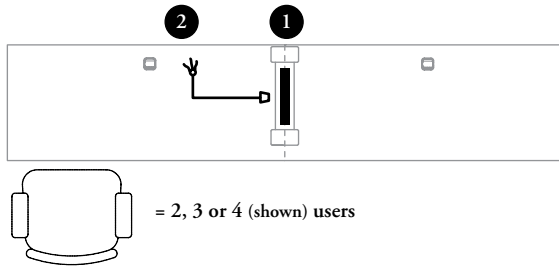 2 1
= 2, 3 or 4 (shown) users